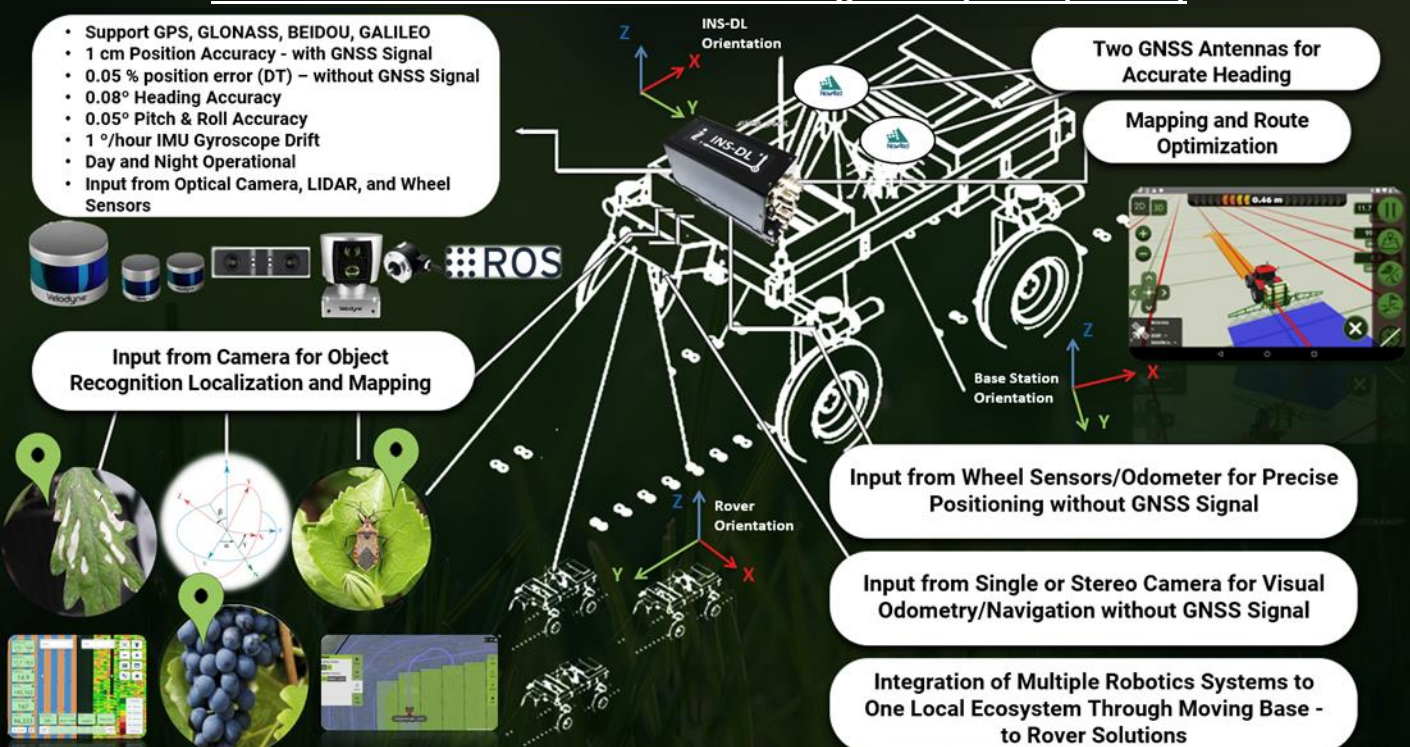 • Support GPS, GLONASS, BEIDOU, GALILEO
• 1 cm Position Accuracy - with GNSS Signal
• 0.05 % position error (DT) – without GNSS Signal
• 0.08º Heading Accuracy
• 0.05º Pitch & Roll Accuracy
• 1 º/hour IMU Gyroscope Drift
• Day and Night Operational
• Input from Optical Camera, LIDAR, and Wheel
Sensors
INS-DL
Orientation
Z
X
Y
Two GNSS Antennas for
Accurate Heading
Mapping and Route
Optimization
INS-DL
Velodyne
Velodyne
ROS
2D
3D
0.46 m
Input from Camera for Object
Recognition Localization and Mapping
Base Station
Orientation
Z
X
Y
Input from Wheel Sensors/Odometer for Precise
Positioning without GNSS Signal
Rover
Orientation
Z
Y
X
Input from Single or Stereo Camera for Visual
Odometry/Navigation without GNSS Signal
Integration of Multiple Robotics Systems to
One Local Ecosystem Through Moving Base -
to Rover Solutions